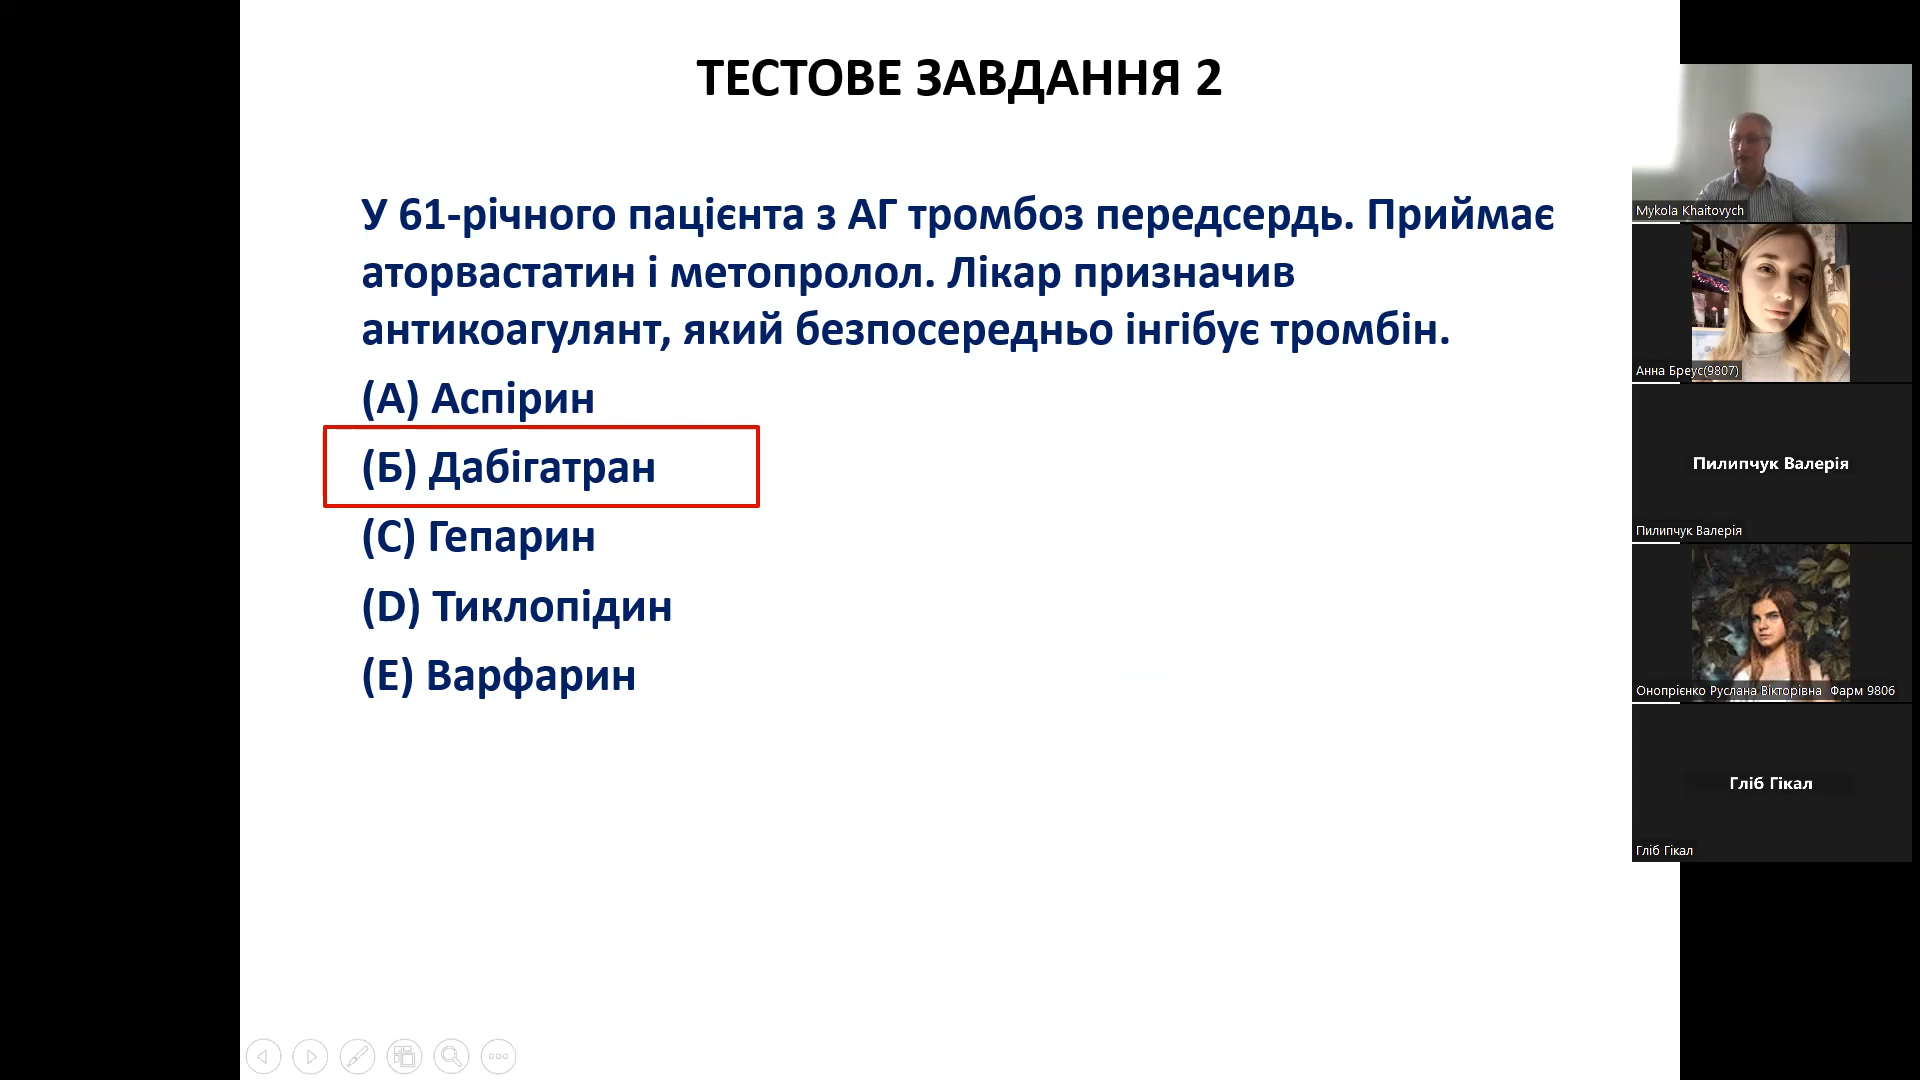 ТЕСТОВЕ ЗАВДАННЯ 2
У 61-річного пацієнта з АГ тромбоз передсердь. Приймає
аторвастатин і метопролол. Лікар призначив
антикоагулянт, який безпосередньо інгібує тромбін.
(А) Аспірин
(Б) Дабігатран
(С) Гепарин
(D) Тиклопідин
(Е) Варфарин
Mykola Khaitovych
Анна Бреус(9807)
Пилипчук Валерія
Пилипчук Валерія
Онопрієнко Руслана Вікторівна Фарм 9806
Гліб Гікал
Гліб Гікал